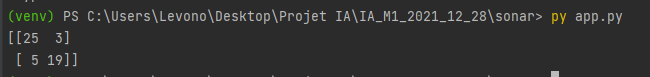 (venv) PS C:\Users\Levono\Desktop\Projet IA\IA_M1_2021_12_28\sonar> py app.py
[[25  3]
 [ 5 19]]